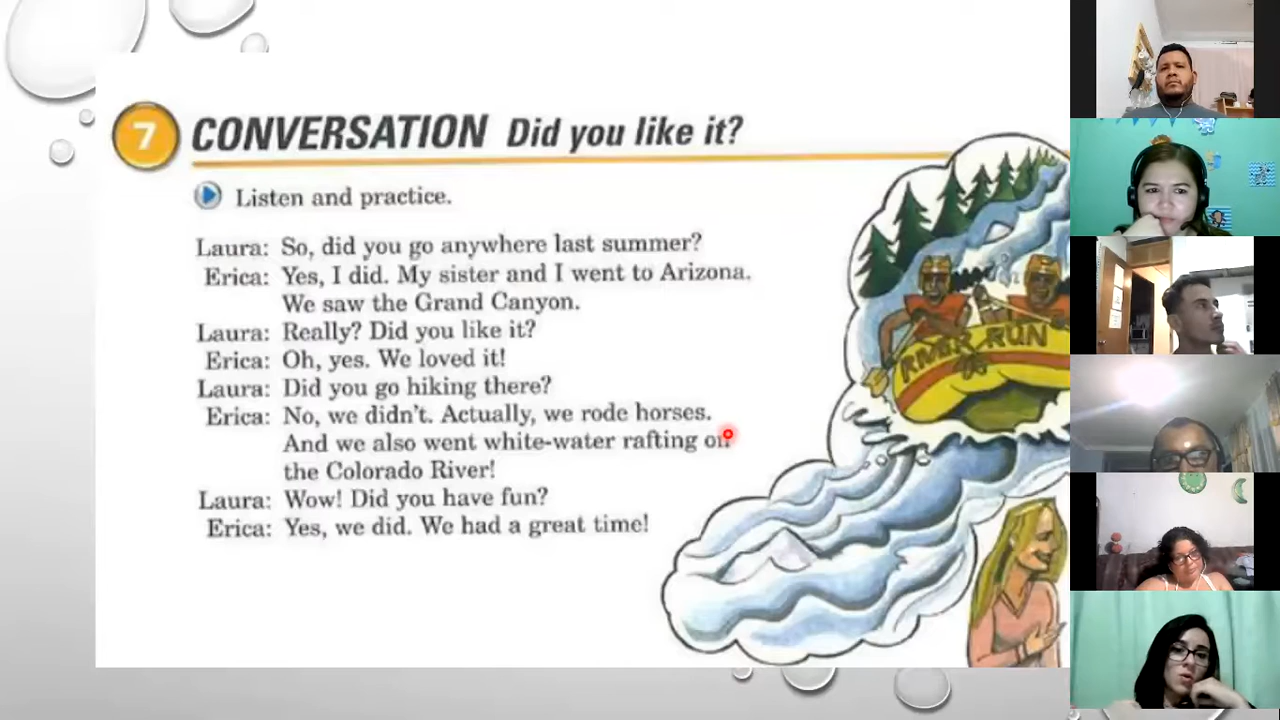 7 CONVERSATION Did you like it?
Listen and practice.
Laura: So, did you go anywhere last summer?
Erica: Yes, I did. My sister and I went to Arizona.
We saw the Grand Canyon.
Laura: Really? Did you like it?
Erica: Oh, yes. We loved it!
Laura: Did you go hiking there?
Erica: No, we didn't. Actually, we rode horses.
And we also went white-water rafting on
the Colorado River!
Laura: Wow! Did you have fun?
Erica: Yes, we did. We had a great time!
RIVER RUN